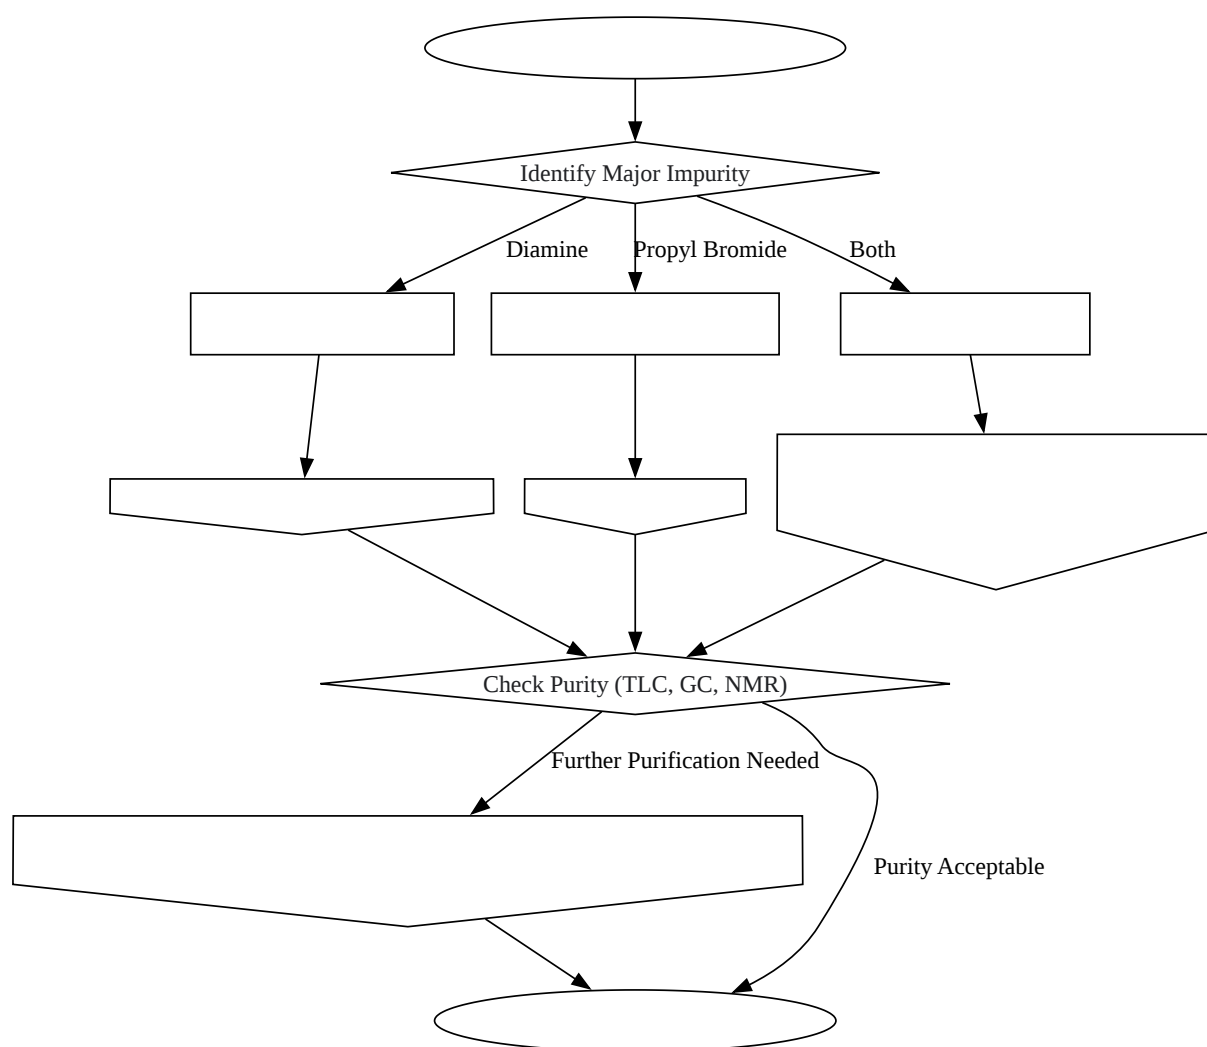 Identify Major Impurity
Diamine
Propyl Bromide
Both
Check Purity (TLC, GC, NMR)
Further Purification Needed
Purity Acceptable